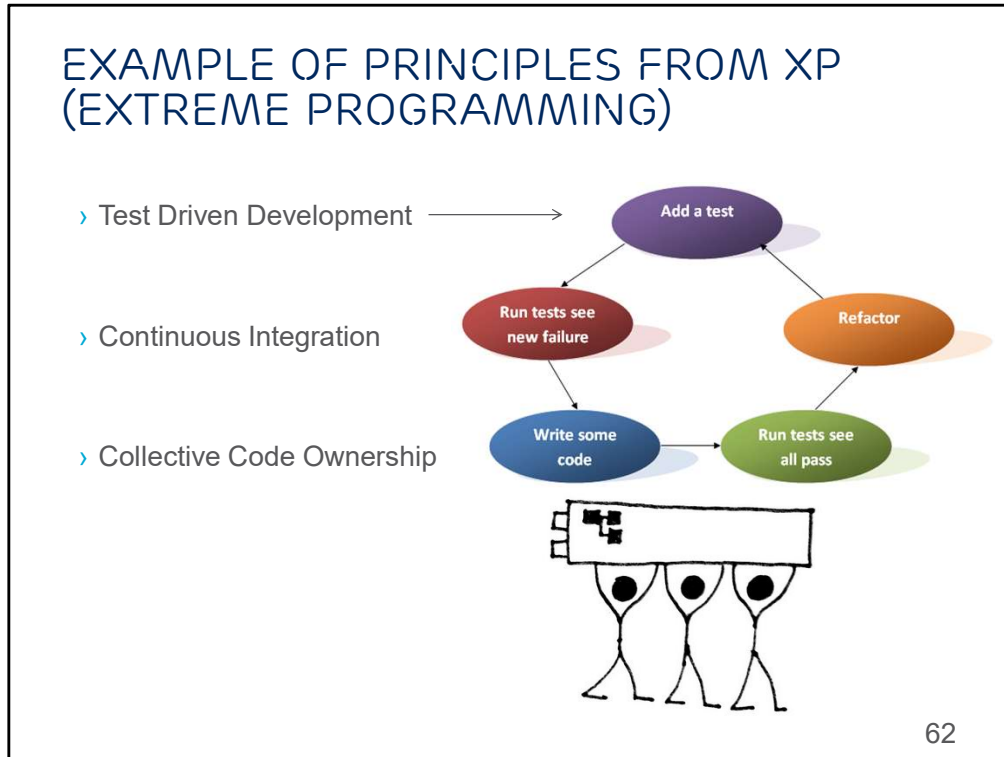 EXAMPLE OF PRINCIPLES FROM XP
(EXTREME PROGRAMMING)
› Test Driven Development
› Continuous Integration
› Collective Code Ownership
Add a test
Run tests see
new failure
Refactor
Write some
code
Run tests see
all pass
62